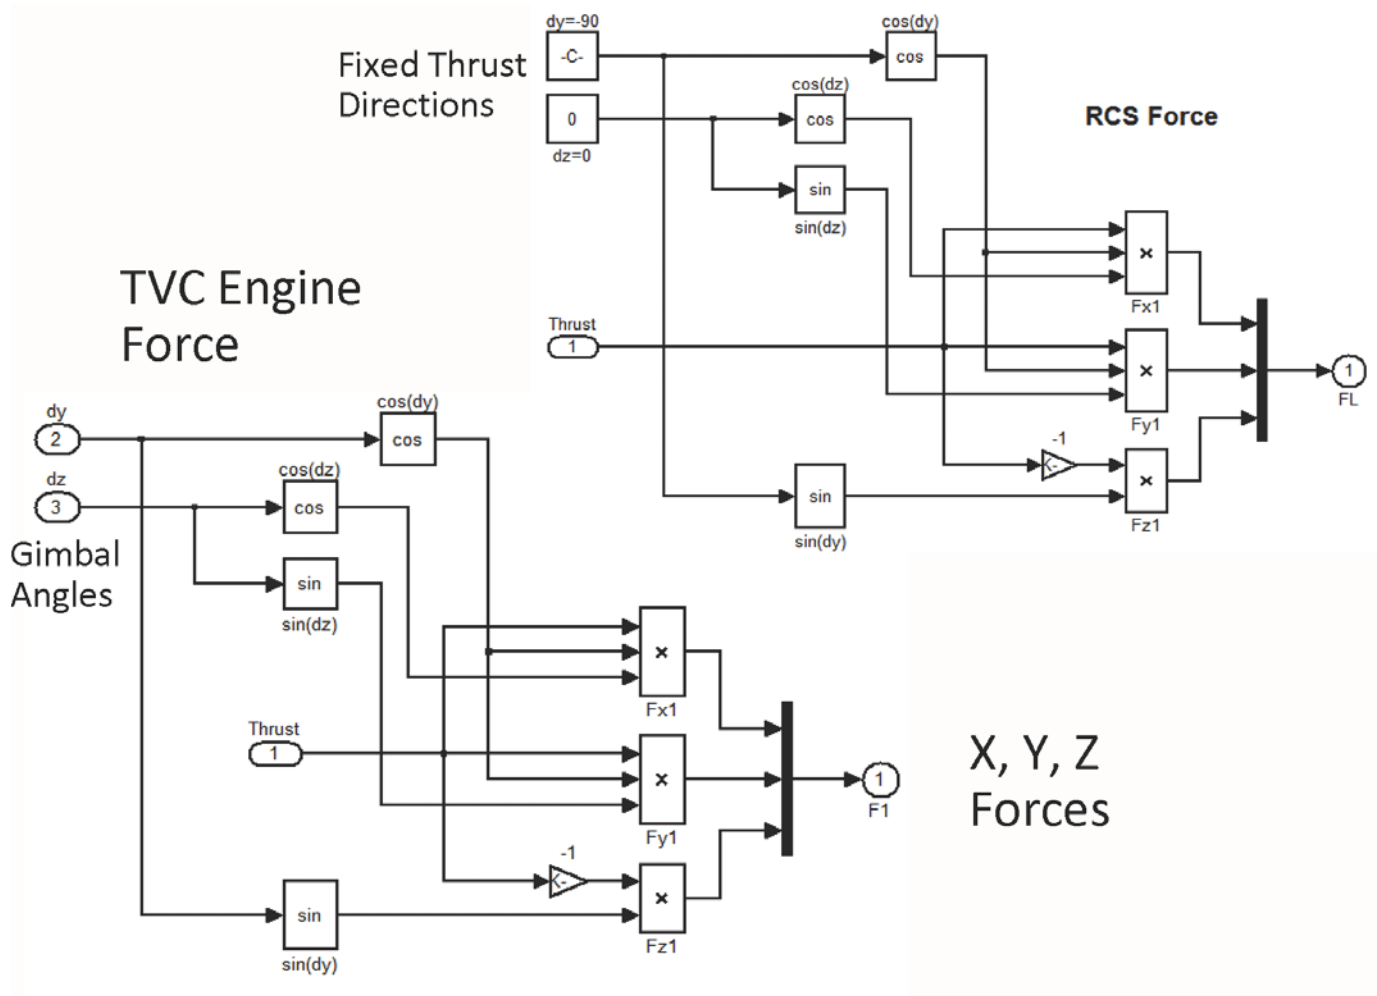 dy=-90
-C-
cos(dy)
cos
Fixed Thrust
Directions
cos(dz)
cos
0
dz=0
RCS Force
sin
sin(dz)
×
Fx1
Thrust
1
×
Fy1
1
FL
-1
×
Fz1
sin
sin(dy)
TVC Engine
Force
dy
2
cos(dy)
cos
dz
3
cos(dz)
cos
Gimbal
Angles
sin
sin(dz)
×
Fx1
Thrust
1
×
Fy1
1
F1
-1
×
Fz1
sin
sin(dy)
X, Y, Z
Forces